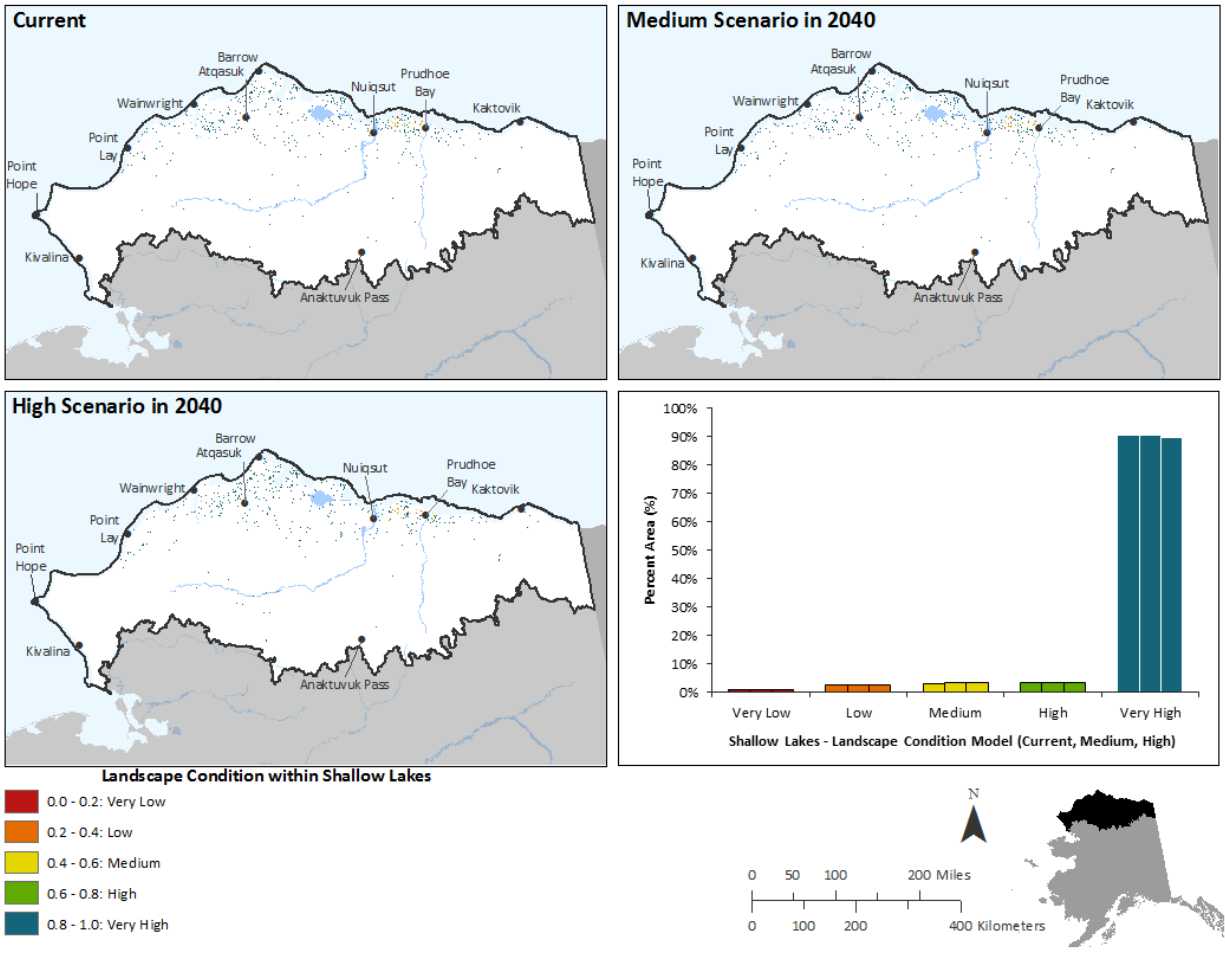 Current
Barrow
Atqasuk
Wainwright
Point
Lay
Point
Hope
Kivalina
Nuiqsut
Prudhoe
Bay
Kaktovik
Anaktuvuk Pass
Medium Scenario in 2040
Barrow
Atqasuk
Wainwright
Point
Lay
Point
Hope
Kivalina
Nuiqsut
Prudhoe
Bay
Kaktovik
Anaktuvuk Pass
High Scenario in 2040
Barrow
Atqasuk
Wainwright
Point
Lay
Point
Hope
Kivalina
Nuiqsut
Prudhoe
Bay
Kaktovik
Anaktuvuk Pass
100%
90%
80%
70%
60%
50%
40%
30%
20%
10%
0%
Percent Area (%)
Very Low Low Medium High Very High
Shallow Lakes - Landscape Condition Model (Current, Medium, High)
Landscape Condition within Shallow Lakes
0.0 - 0.2: Very Low
0.2 - 0.4: Low
0.4 - 0.6: Medium
0.6 - 0.8: High
0.8 - 1.0: Very High
N
0 50 100 200 Miles
0 100 200 400 Kilometers